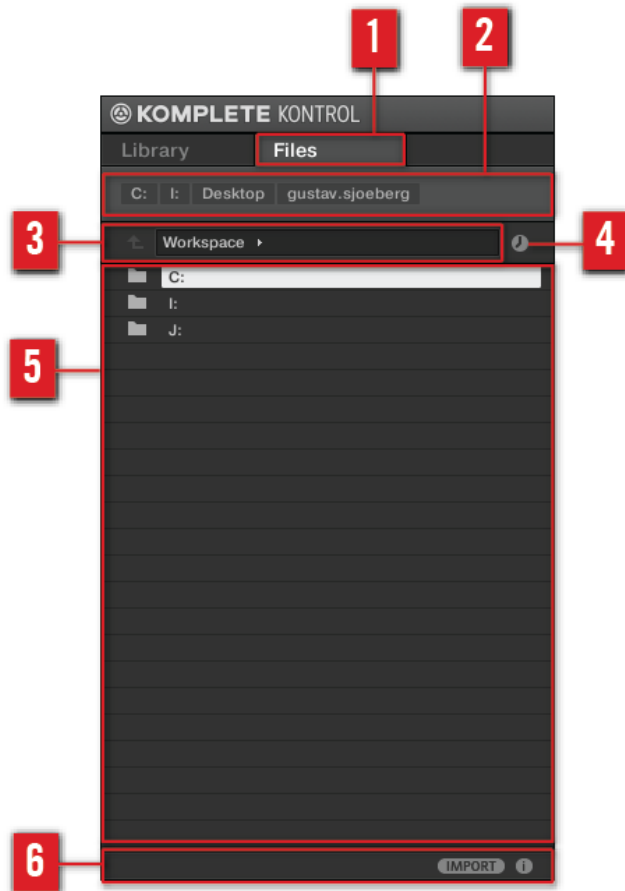 1 2
KOMPLETE KONTROL
Library Files
C: I: Desktop gustav.sjoeberg
3 Workspace 4
C:
I:
J:
5
6 IMPORT i